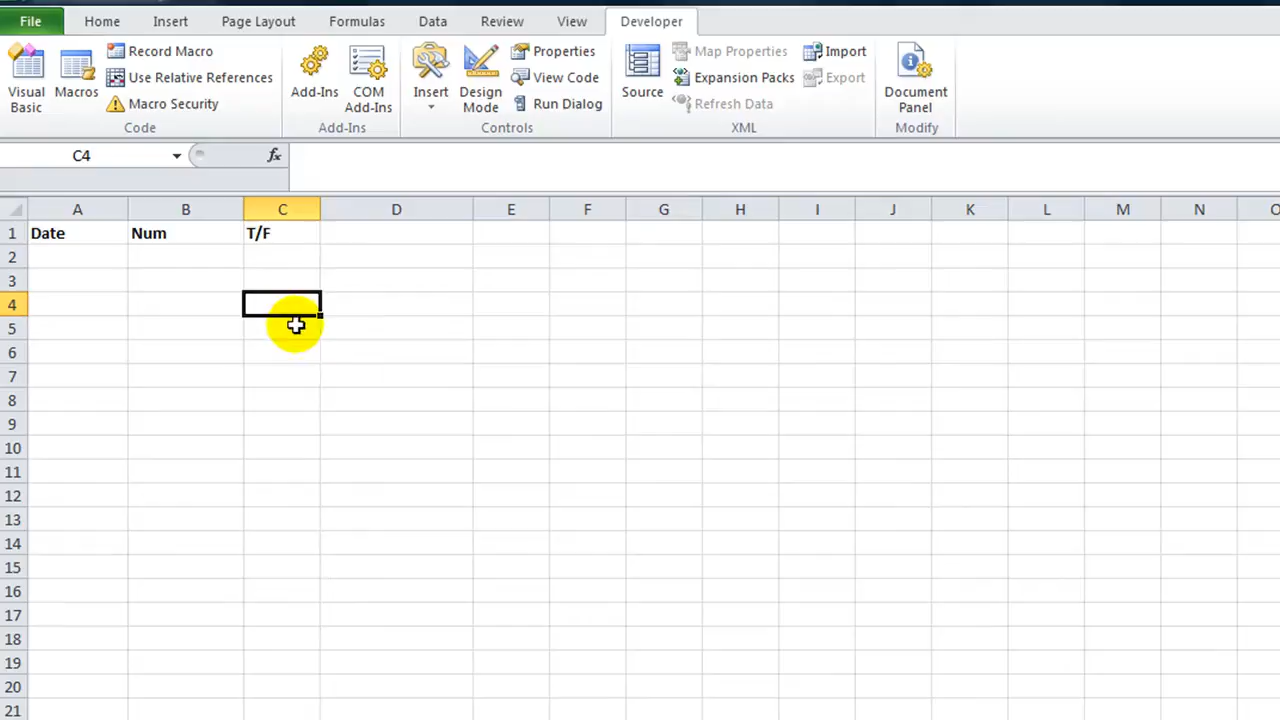 File Home Insert Page Layout Formulas Data Review View Developer
Visual Basic
Macros
Record Macro
Use Relative References
Macro Security
Code
Add-Ins
COM Add-Ins
Add-Ins
Insert
Design Mode
Properties
View Code
Run Dialog
Controls
Source
Map Properties
Expansion Packs
Refresh Data
Import
Export
XML
Document Panel
Modify
C4 fx
A B C D E F G H I J K L M N O
1 Date Num T/F
2
3
4
5
6
7
8
9
10
11
12
13
14
15
16
17
18
19
20
21